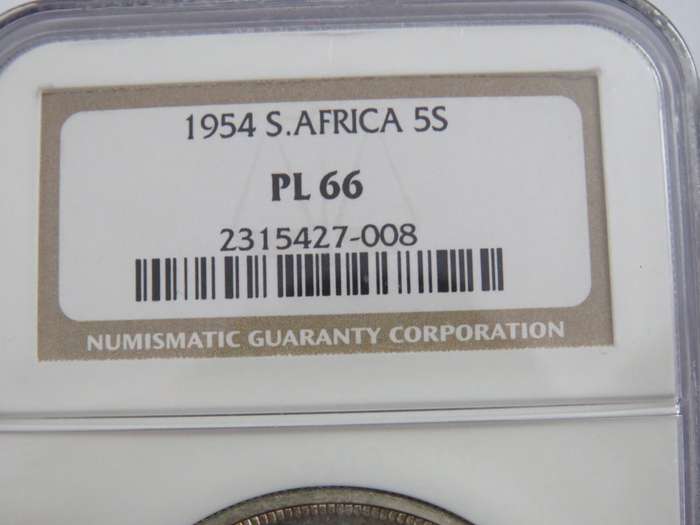 1954 S.AFRICA 5S
PL 66
2315427-008
NUMISMATIC GUARANTY CORPORATION